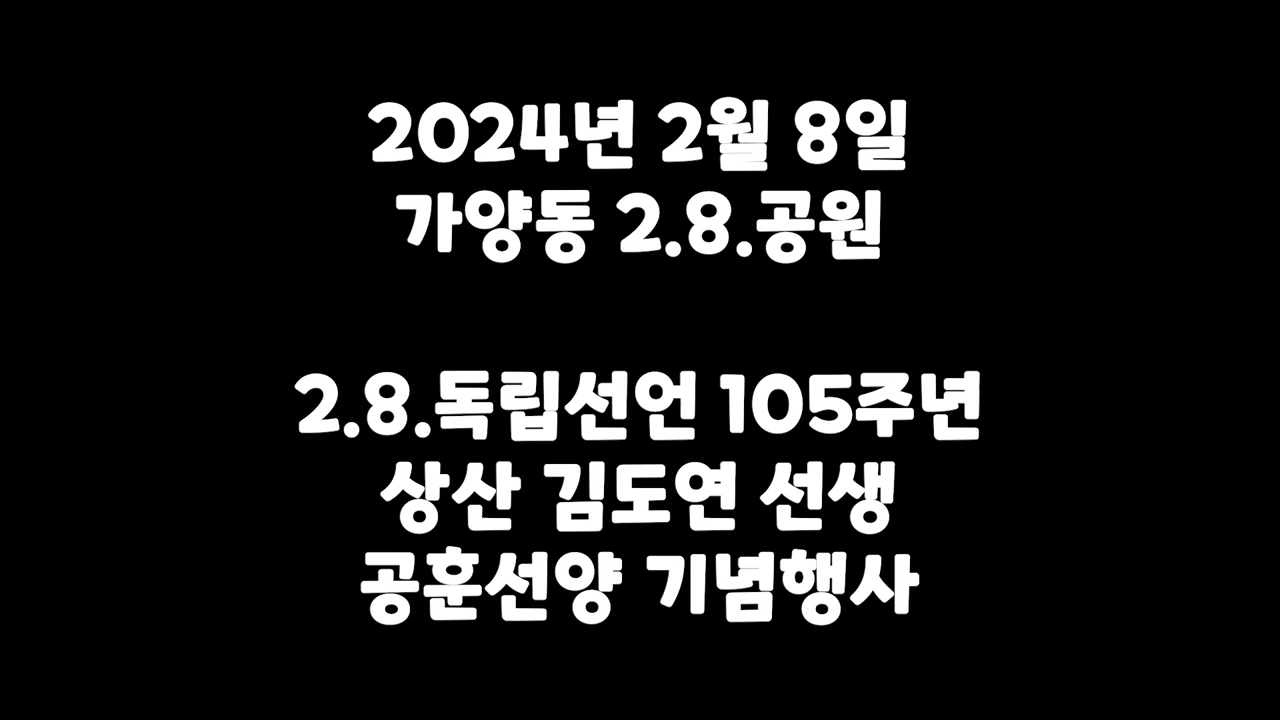 2024년 2월 8일
가양동 2.8.공원
2.8.독립선언 105주년
상산 김도연 선생
공훈선양 기념행사